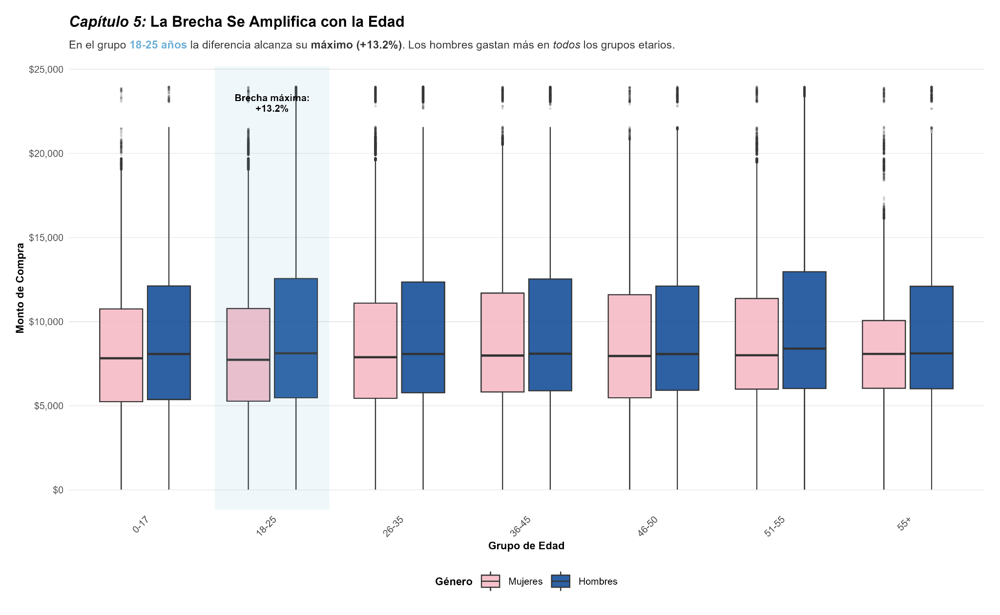 Capítulo 5: La Brecha Se Amplifica con la Edad
En el grupo 18-25 años la diferencia alcanza su máximo (+13.2%). Los hombres gastan más en todos los grupos etarios.
$25,000
$20,000
$15,000
$10,000
$5,000
$0
Monto de Compra
Brecha máxima:
+13.2%
0-17
18-25
26-35
36-45
46-50
51-55
55+
Grupo de Edad
Género
Mujeres
Hombres